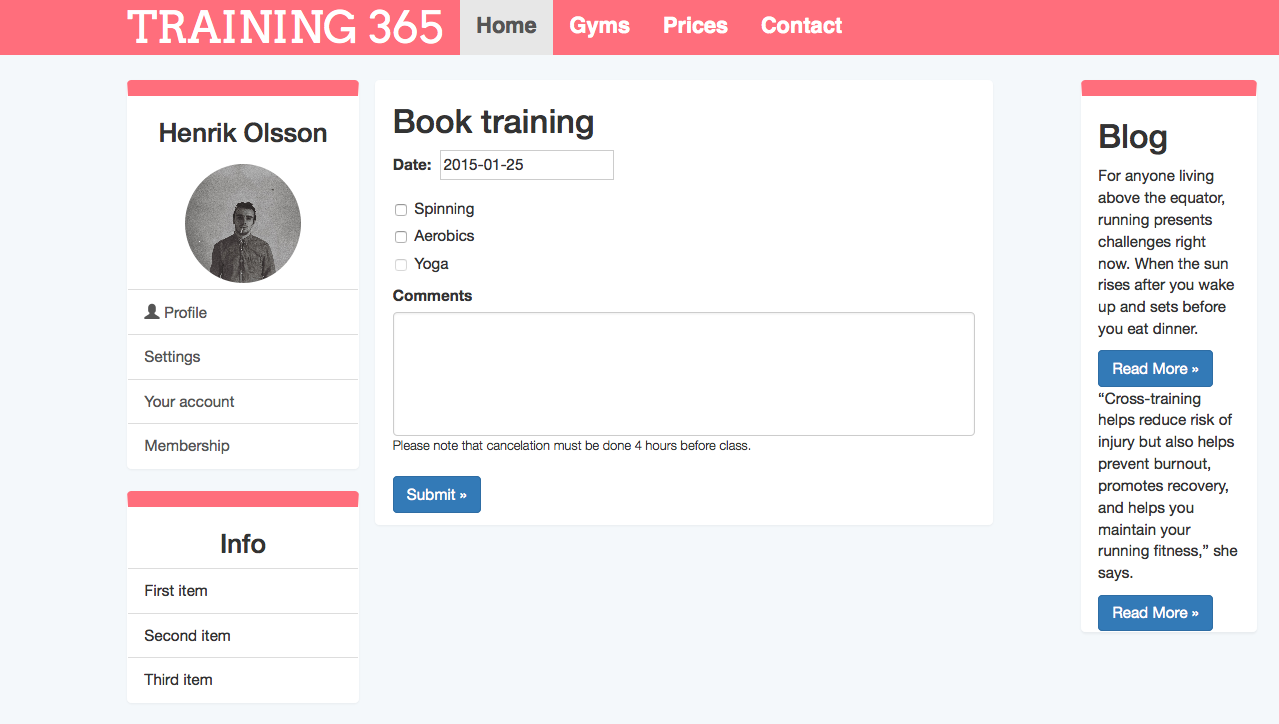 TRAINING 365
Home
Gyms
Prices
Contact
Henrik Olsson
Profile
Settings
Your account
Membership
Info
First item
Second item
Third item
Book training
Date: 2015-01-25
Spinning
Aerobics
Yoga
Comments
Please note that cancelation must be done 4 hours before class.
Submit »
Blog
For anyone living
above the equator,
running presents
challenges right
now. When the sun
rises after you wake
up and sets before
you eat dinner.
Read More »
“Cross-training
helps reduce risk of
injury but also helps
prevent burnout,
promotes recovery,
and helps you
maintain your
running fitness,” she
says.
Read More »